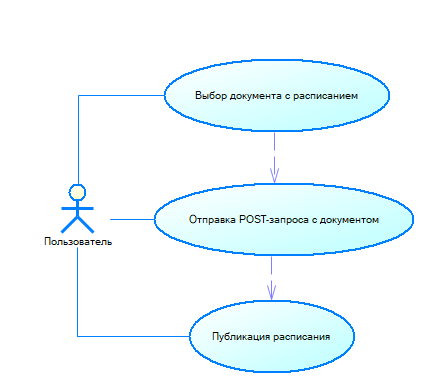 Выбор документа с расписанием
Отправка POST-запроса с документом
Пользователь
Публикация расписания